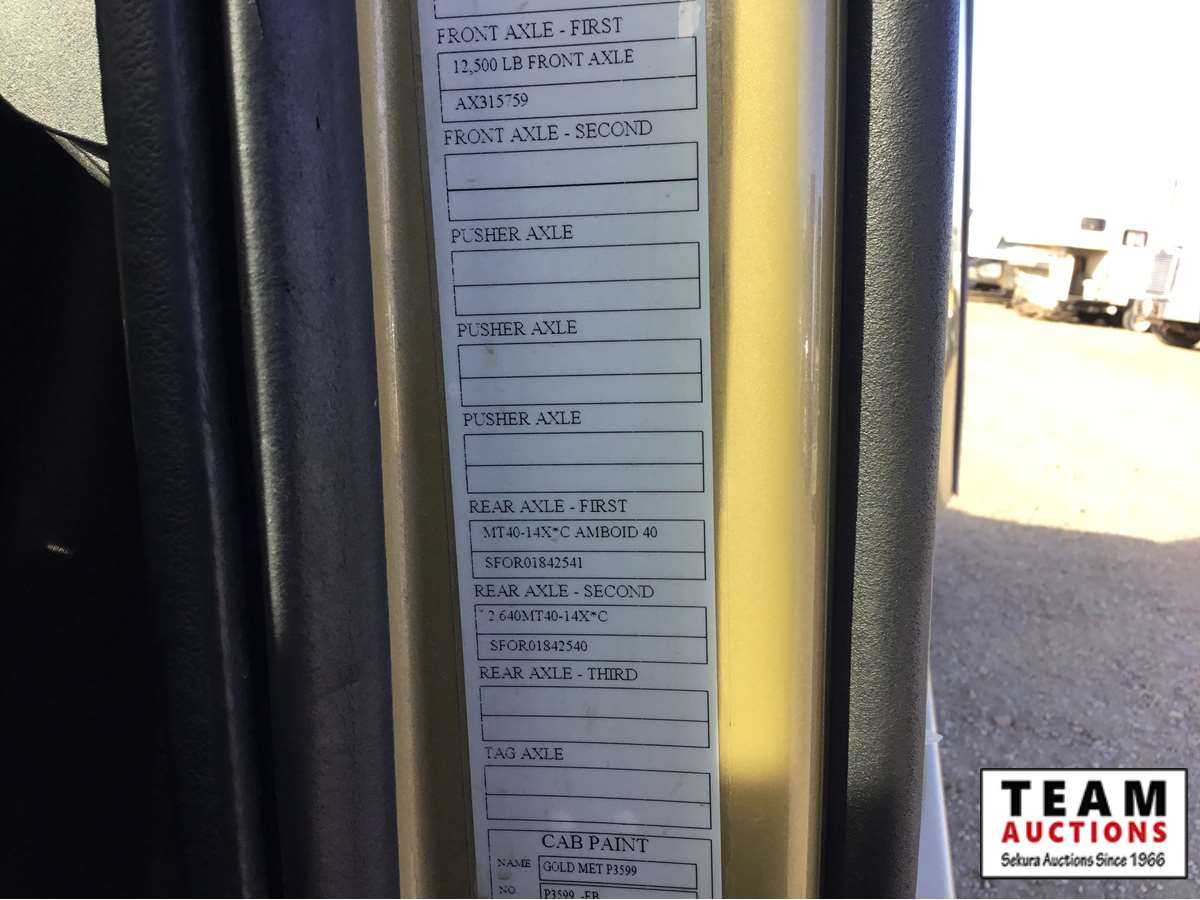 FRONT AXLE - FIRST
12,500 LB FRONT AXLE
AX315759
FRONT AXLE - SECOND
PUSHER AXLE
PUSHER AXLE
PUSHER AXLE
REAR AXLE - FIRST
MT40-14X*C AMBOID 40
SFOR01842541
REAR AXLE - SECOND
640MT40-14X*C
SFOR01842540
REAR AXLE - THIRD
TAG AXLE
CAB PAINT
NAME GOLD MET P3599
NO. P3599 -EB
TEAM
AUCTIONS
Sekura Auctions Since 1966